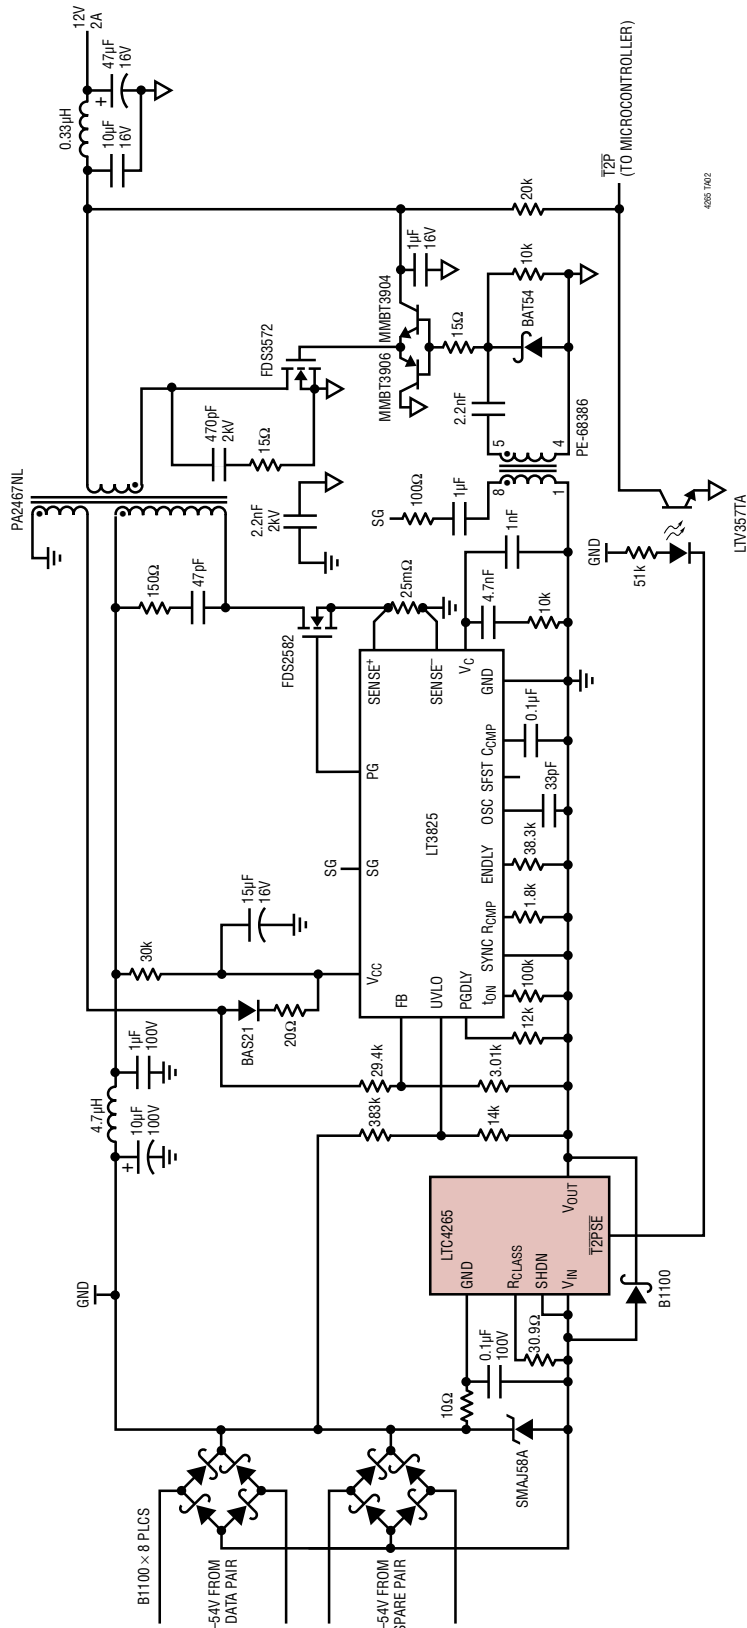 B1100 × 8 PLCS
–54V FROM
DATA PAIR
–54V FROM
SPARE PAIR
GND
10Ω
0.1µF
100V
SMAJ58A
30.9Ω
LTC4265
GND
RCLASS
SHDN
VIN
VOUT
T2PSE
B1100
4.7µH
+
10µF
100V
1µF
100V
383k
14k
29.4k
3.01k
BAS21
20Ω
30k
15µF
16V
SG
VCC
SG
PG
FB
UVLO
PGDLY
tON
SYNC
RCMP
ENDLY
OSC
SFST
CCMP
GND
VC
SENSE+
SENSE–
LT3825
12k
100k
1.8k
38.3k
33pF
0.1µF
10k
4.7nF
1nF
FDS2582
25mΩ
150Ω
47pF
PA2467NL
2.2nF
2kV
470pF
2kV
15Ω
FDS3572
SG
100Ω
1µF
8
1
5
4
PE-68386
2.2nF
MMBT3906
MMBT3904
15Ω
1µF
16V
BAT54
10k
20k
0.33µH
10µF
16V
+
47µF
16V
12V
2A
GND
51k
LTV357TA
T2P
(TO MICROCONTROLLER)
4265 TA02